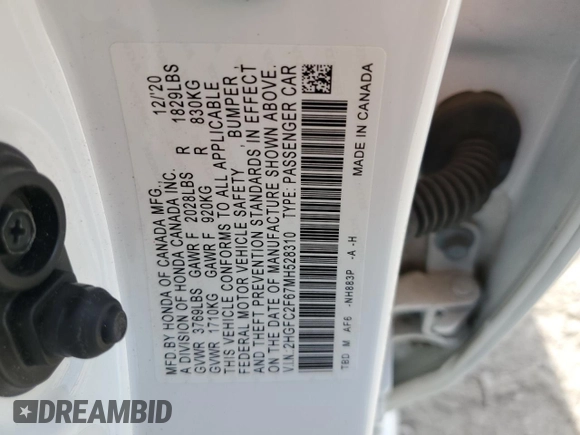 MFD.BY HONDA OF CANADA MFG., 12/'20
A DIVISION OF HONDA CANADA INC.
GVWR 3769LBS GAWR F 2028LBS R 1829LBS
GVWR 1710KG GAWR F 920KG R 830KG
THIS VEHICLE CONFORMS TO ALL APPLICABLE
FEDERAL MOTOR VEHICLE SAFETY , BUMPER ,
AND THEFT PREVENTION STANDARDS IN EFFECT
ON THE DATE OF MANUFACTURE SHOWN ABOVE.
V.I.N. 2HGFC2F67MH528310 TYPE: PASSENGER CAR
TBD M AF6 -NH883P -A -H
MADE IN CANADA
DREAMBID